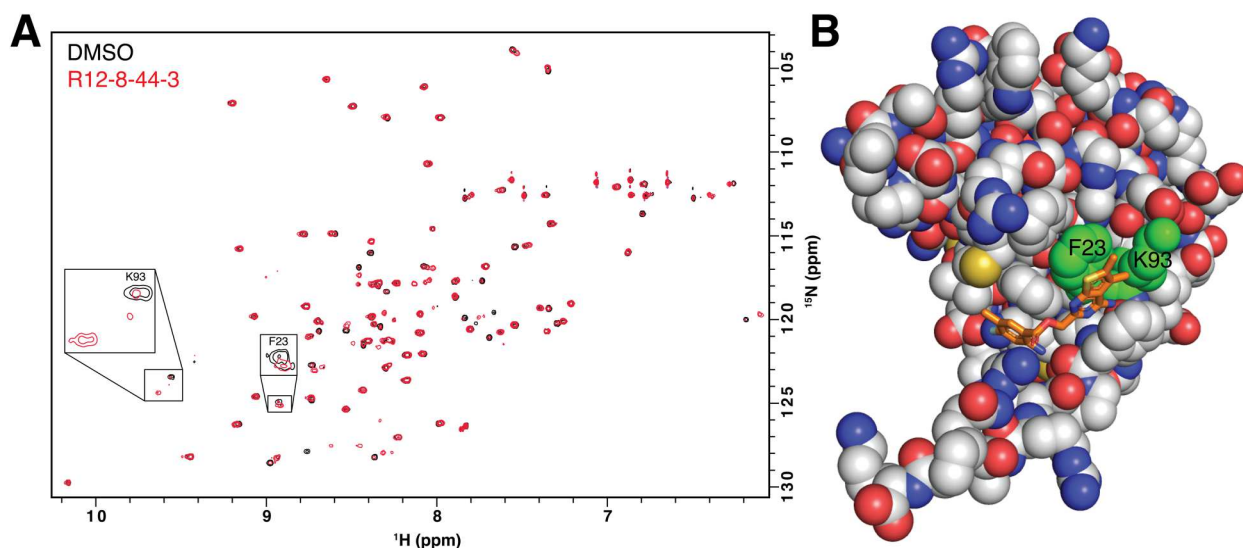 A
DMSO
R12-8-44-3
K93
F23
105
110
115
120
125
130
¹⁵N (ppm)
10
9
8
7
¹H (ppm)
B
F23
K93